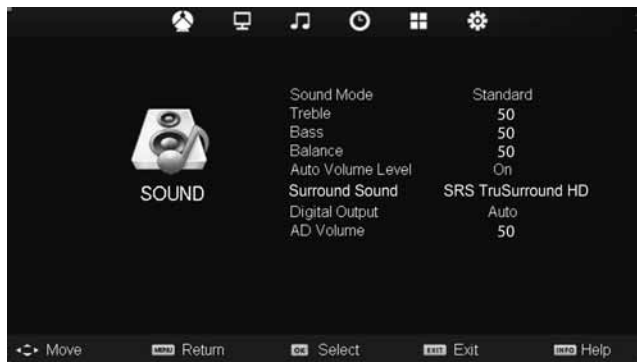 Sound Mode Standard
Treble 50
Bass 50
Balance 50
Auto Volume Level On
SOUND
Surround Sound SRS TruSurround HD
Digital Output Auto
AD Volume 50
Move MENU Return OK Select EXIT Exit INFO Help